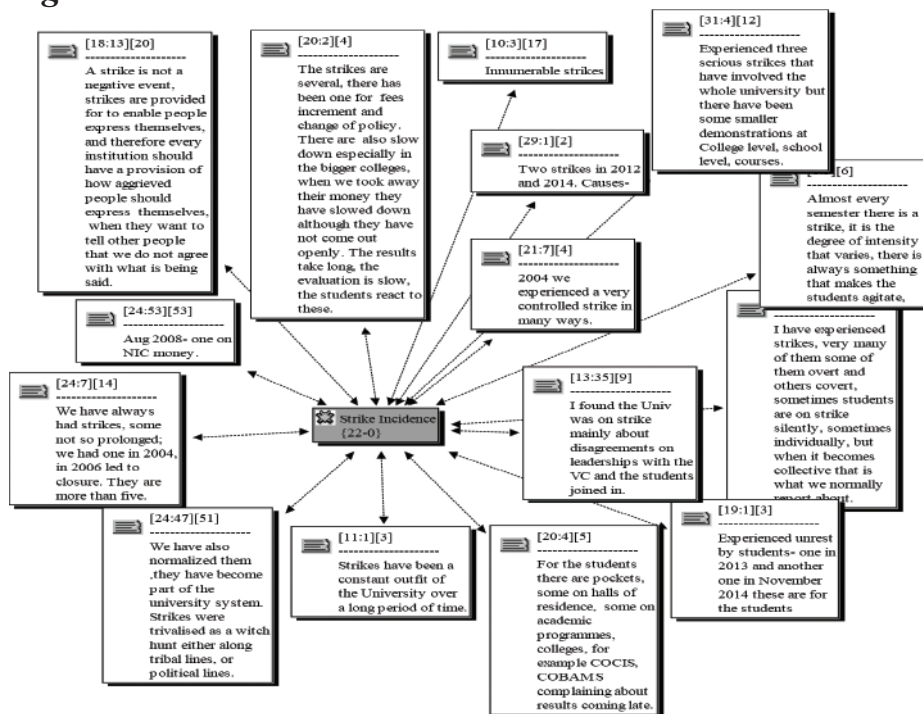 [18:13][20]
--------------------
A strike is not a
negative event,
strikes are provided
for to enable people
express themselves,
and therefore every
institution should
have a provision of
how aggrieved
people should
express themselves,
when they want to
tell other people
that we do not agree
with what is being
said.
[20:2][4]
--------------------
The strikes are
several, there has
been one for fees
increment and
change of policy.
There are also slow
down especially in
the bigger colleges,
when we took away
their money they
have slowed down
although they have
not come out
openly. The results
take long, the
evaluation is slow,
the students react to
these.
[10:3][17]
--------------------
Innumerable strikes
[31:4][12]
--------------------
Experienced three
serious strikes that
have involved the
whole university but
there have been
some smaller
demonstrations at
College level, school
level, courses.
[29:1][2]
--------------------
Two strikes in 2012
and 2014. Causes-
[6]
--------------------
Almost every
semester there is a
strike, it is the
degree of intensity
that varies, there is
always something
that makes the
students agitate,
[21:7][4]
--------------------
2004 we
experienced a very
controlled strike in
many ways.
[24:53][53]
--------------------
Aug 2008- one on
NIC money.
I have experienced
strikes, very many
of them some of
them overt and
others covert,
sometimes students
are on strike
silently, sometimes
individually, but
when it becomes
collective that is
what we normally
report about.
[24:7][14]
--------------------
We have always
had strikes, some
not so prolonged;
we had one in 2004,
in 2006 led to
closure. They are
more than five.
Strike Incidence
{22-0}
[13:35][9]
--------------------
I found the Univ
was on strike
mainly about
disagreements on
leaderships with the
VC and the students
joined in.
[24:47][51]
--------------------
We have also
normalized them
,they have become
part of the
university system.
Strikes were
trivalised as a witch
hunt either along
tribal lines, or
political lines.
[11:1][3]
--------------------
Strikes have been a
constant outfit of
the University over
a long period of time.
[20:4][5]
--------------------
For the students
there are pockets,
some on halls of
residence, some on
academic
programmes,
colleges, for
example COCIS,
COBAMS
complaining about
results coming late.
[19:1][3]
--------------------
Experienced unrest
by students- one in
2013 and another
one in November
2014 these are for
the students